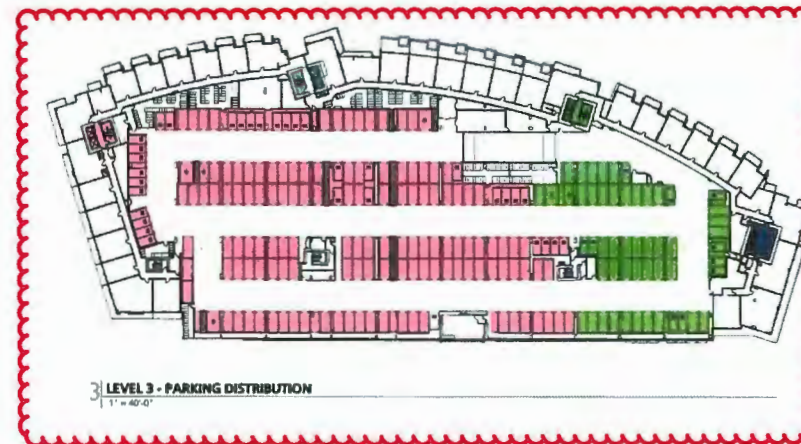 3 LEVEL 3 - PARKING DISTRIBUTION
1" = 40'-0"